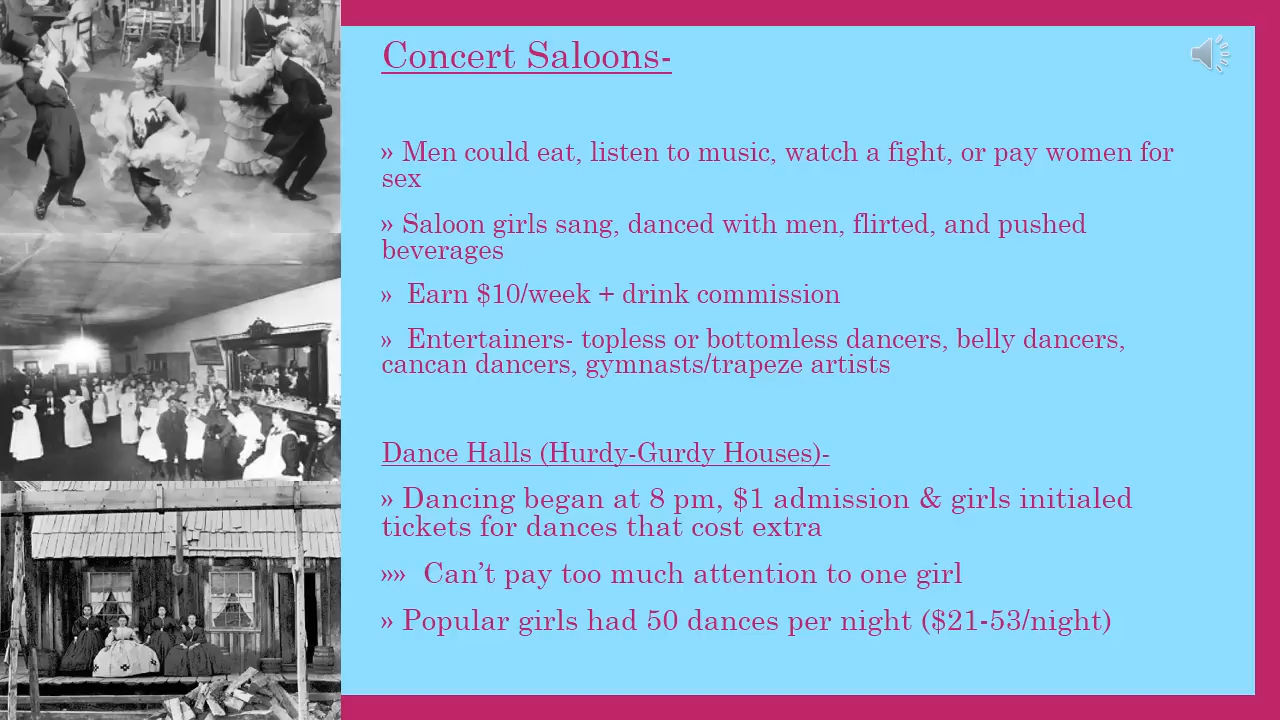 Concert Saloons-
» Men could eat, listen to music, watch a fight, or pay women for
sex
» Saloon girls sang, danced with men, flirted, and pushed
beverages
»  Earn $10/week + drink commission
»  Entertainers- topless or bottomless dancers, belly dancers,
cancan dancers, gymnasts/trapeze artists
Dance Halls (Hurdy-Gurdy Houses)-
» Dancing began at 8 pm, $1 admission & girls initialed
tickets for dances that cost extra
»»  Can’t pay too much attention to one girl
» Popular girls had 50 dances per night ($21-53/night)